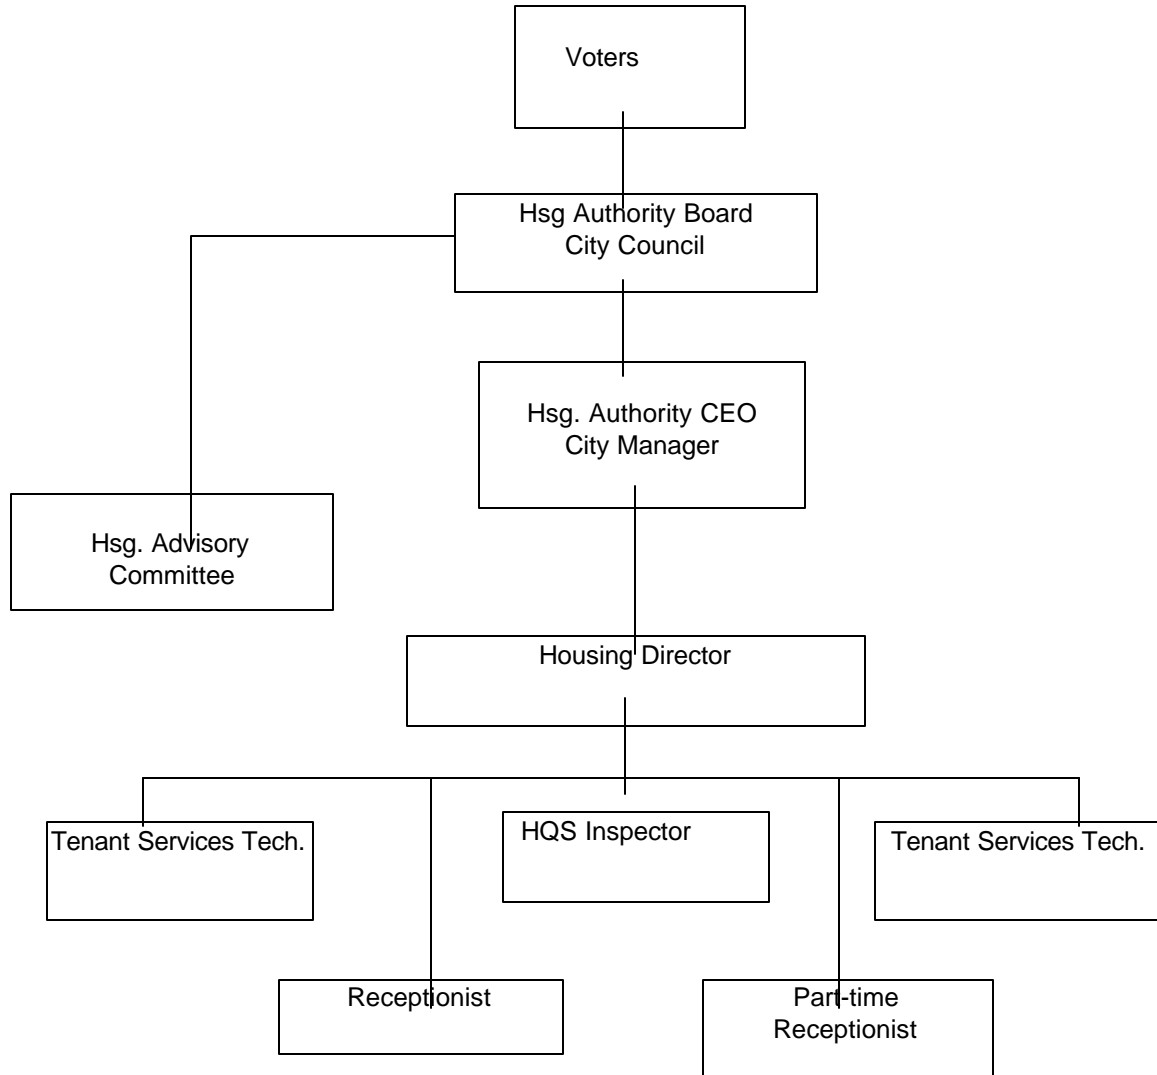 Voters
Hsg Authority Board
City Council
Hsg. Authority CEO
City Manager
Hsg. Advisory
Committee
Housing Director
Tenant Services Tech.
HQS Inspector
Tenant Services Tech.
Receptionist
Part-time
Receptionist